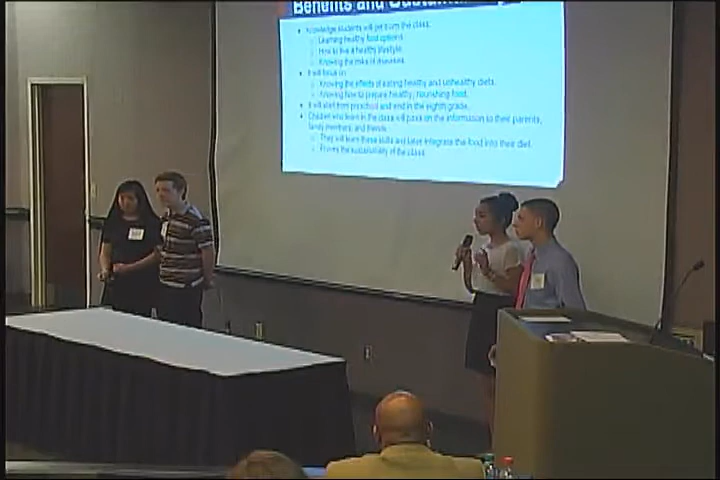 Benefits and
Knowledge students will get from the class:
Learning healthy food options.
How to live a healthy lifestyle.
Knowing the risks of diseases.
It will focus on:
Knowing the effects of eating healthy and unhealthy diets.
Knowing how to prepare healthy, nourishing food.
It will start from preschool and end in the eighth grade.
Children who learn in the class will pass on the information to their parents,
family members, and friends.
They will learn these skills and later integrate the food into their diet.
Proves the sustainability of the class.